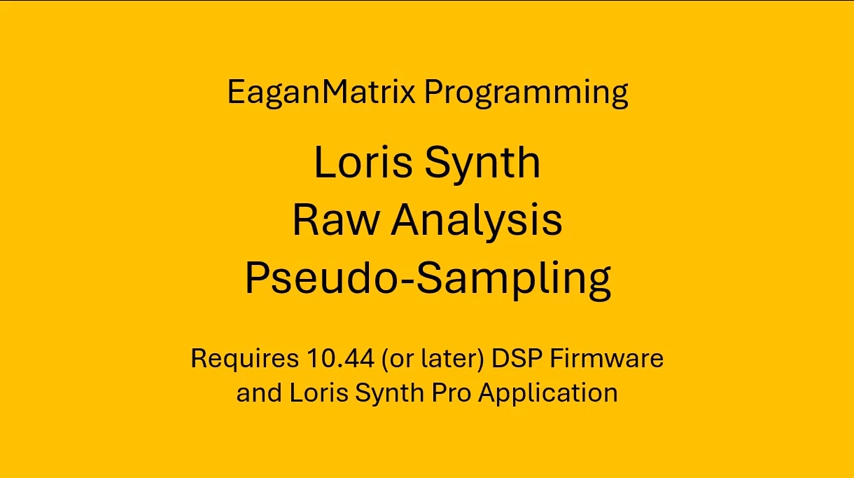 EaganMatrix Programming
Loris Synth
Raw Analysis
Pseudo-Sampling
Requires 10.44 (or later) DSP Firmware
and Loris Synth Pro Application